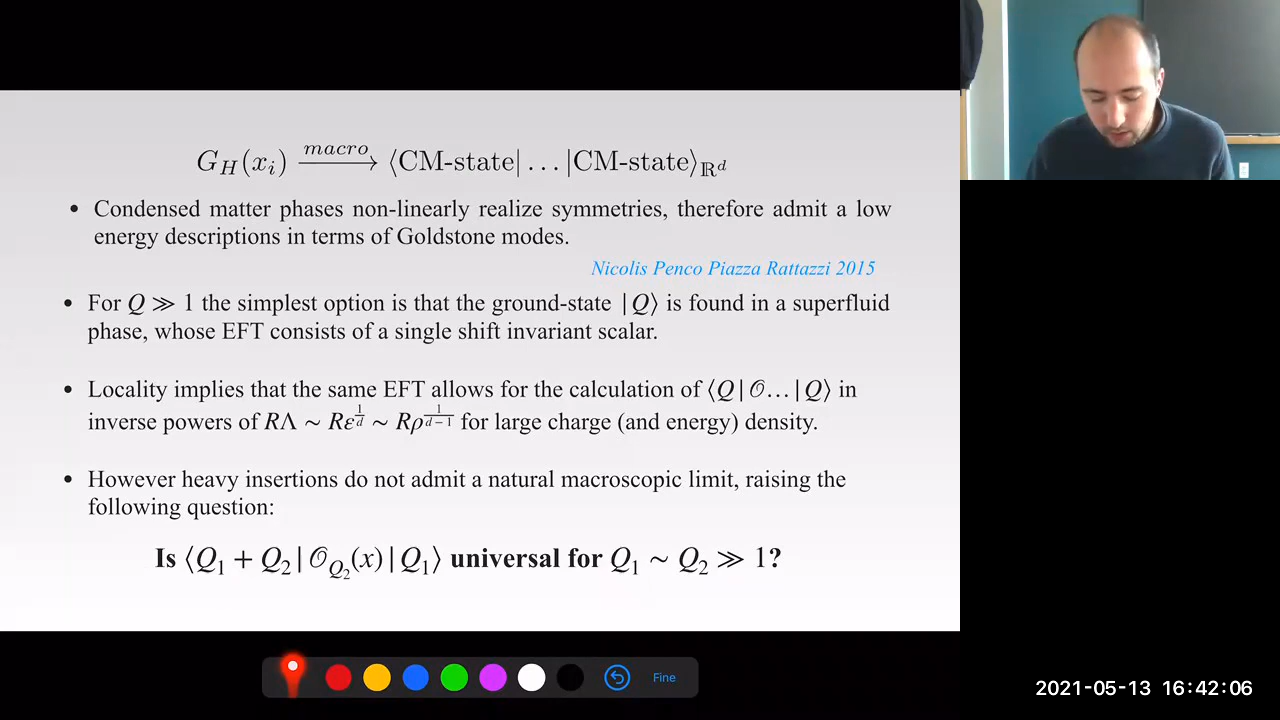 G_H(x_i) \xrightarrow{macro} ⟨CM-state| … |CM-state⟩_{ℝ^d}
• Condensed matter phases non-linearly realize symmetries, therefore admit a low
energy descriptions in terms of Goldstone modes.
Nicolis Penco Piazza Rattazzi 2015
• For Q ≫ 1 the simplest option is that the ground-state |Q⟩ is found in a superfluid
phase, whose EFT consists of a single shift invariant scalar.
• Locality implies that the same EFT allows for the calculation of ⟨Q|𝒪…|Q⟩ in
inverse powers of RΛ ∼ Rε^{1/d} ∼ Rρ^{1/(d−1)} for large charge (and energy) density.
• However heavy insertions do not admit a natural macroscopic limit, raising the
following question:
Is ⟨Q_1 + Q_2|𝒪_{Q_2}(x)|Q_1⟩ universal for Q_1 ∼ Q_2 ≫ 1?
Fine
2021-05-13 16:42:06